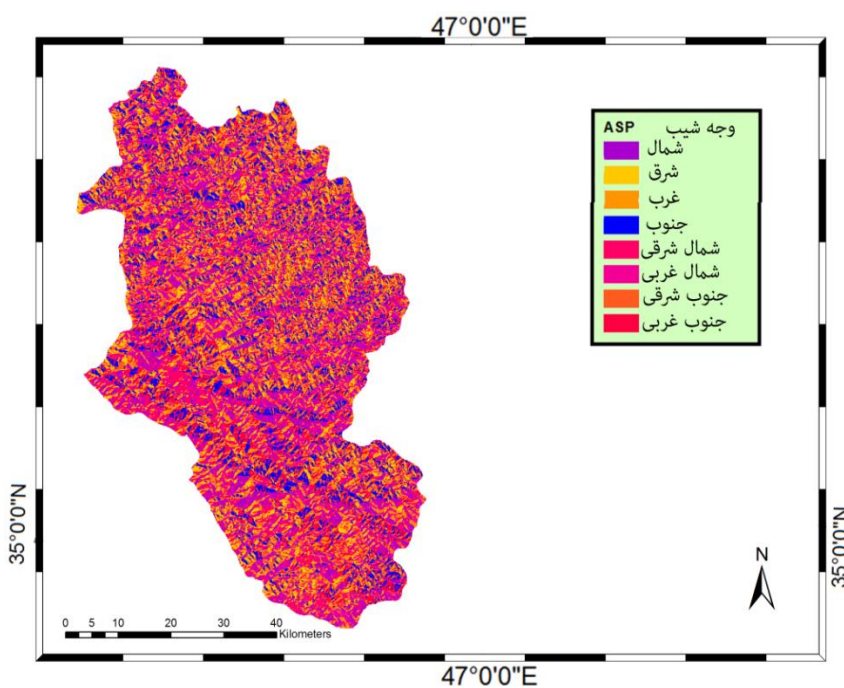 47°0'0"E
ASP وجه شیب
شمال
شرق
غرب
جنوب
شمال شرقی
شمال غربی
جنوب شرقی
جنوب غربی
35°0'0"N
35°0'0"N
N
0 5 10 20 30 40
Kilometers
47°0'0"E